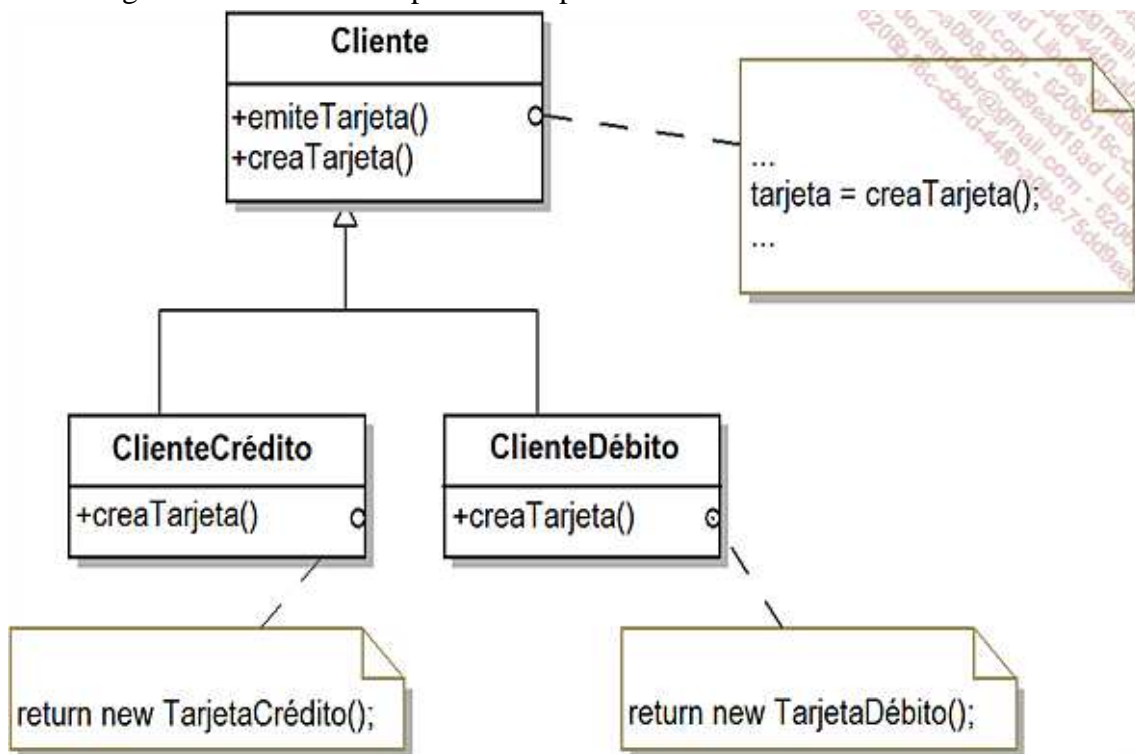 Cliente
+emiteTarjeta()
+creaTarjeta()
...
tarjeta = creaTarjeta();
...
ClienteCrédito
+creaTarjeta()
ClienteDébito
+creaTarjeta()
return new TarjetaCrédito();
return new TarjetaDébito();